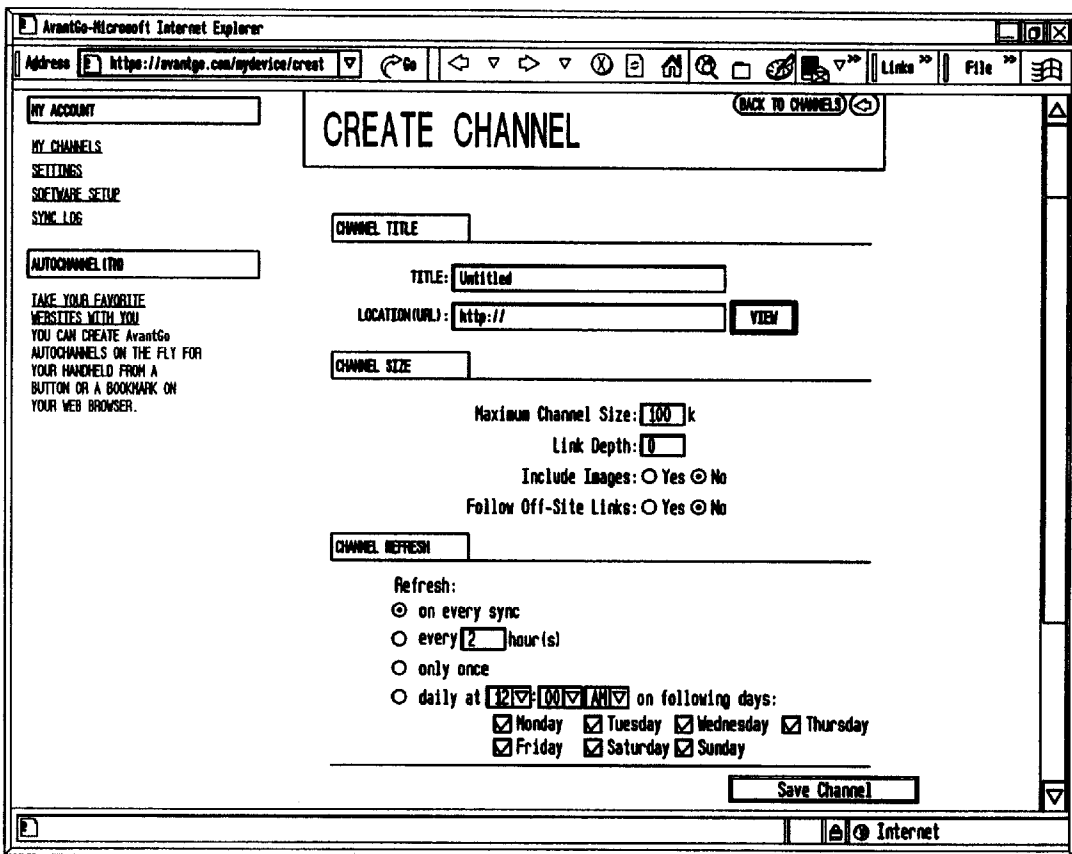 AvantGo-Microsoft Internet Explorer
Address https://avantgo.com/mydevice/creat Go Links » File »
MY ACCOUNT
MY CHANNELS
SETTINGS
SOFTWARE SETUP
SYNC LOG
AUTOCHANNEL(TM)
TAKE YOUR FAVORITE
WEBSITES WITH YOU
YOU CAN CREATE AvantGo
AUTOCHANNELS ON THE FLY FOR
YOUR HANDHELD FROM A
BUTTON OR A BOOKMARK ON
YOUR WEB BROWSER.
(BACK TO CHANNELS)
CREATE CHANNEL
CHANNEL TITLE
TITLE: Untitled
LOCATION(URL): http:// VIEW
CHANNEL SIZE
Maximum Channel Size: 100 k
Link Depth: 0
Include Images: Yes No
Follow Off-Site Links: Yes No
CHANNEL REFRESH
Refresh:
on every sync
every 2 hour(s)
only once
daily at 12 : 00 AM on following days:
Monday Tuesday Wednesday Thursday
Friday Saturday Sunday
Save Channel
Internet